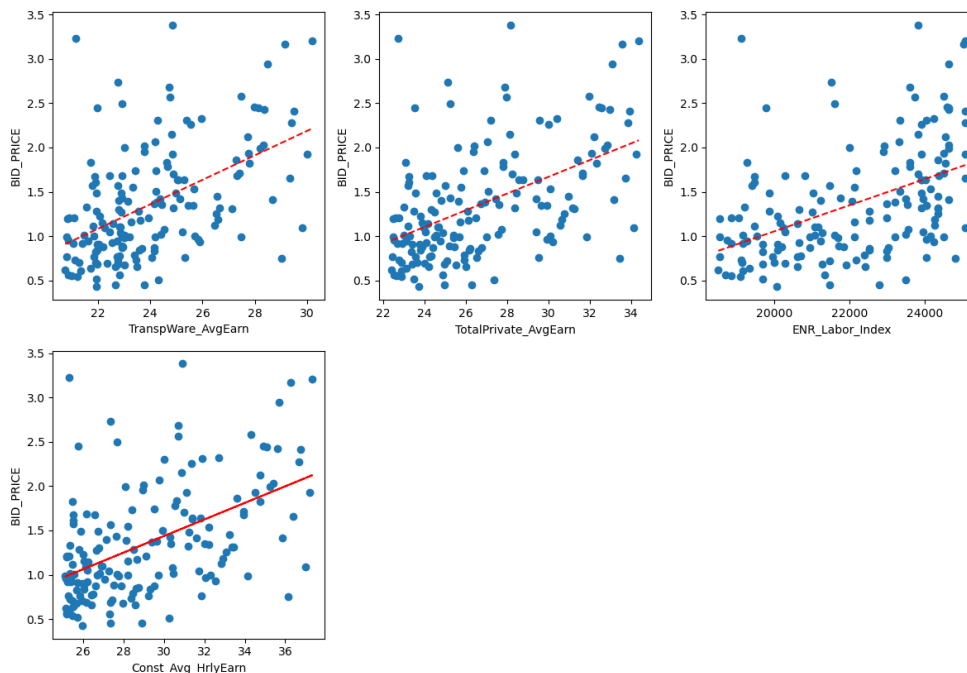 3.5
3.0
2.5
2.0
1.5
1.0
0.5
BID_PRICE
22 24 26 28 30
TranspWare_AvgEarn
3.5
3.0
2.5
2.0
1.5
1.0
0.5
BID_PRICE
22 24 26 28 30 32 34
TotalPrivate_AvgEarn
3.5
3.0
2.5
2.0
1.5
1.0
0.5
BID_PRICE
20000 22000 24000
ENR_Labor_Index
3.5
3.0
2.5
2.0
1.5
1.0
0.5
BID_PRICE
26 28 30 32 34 36
Const_Avg_HrlyEarn